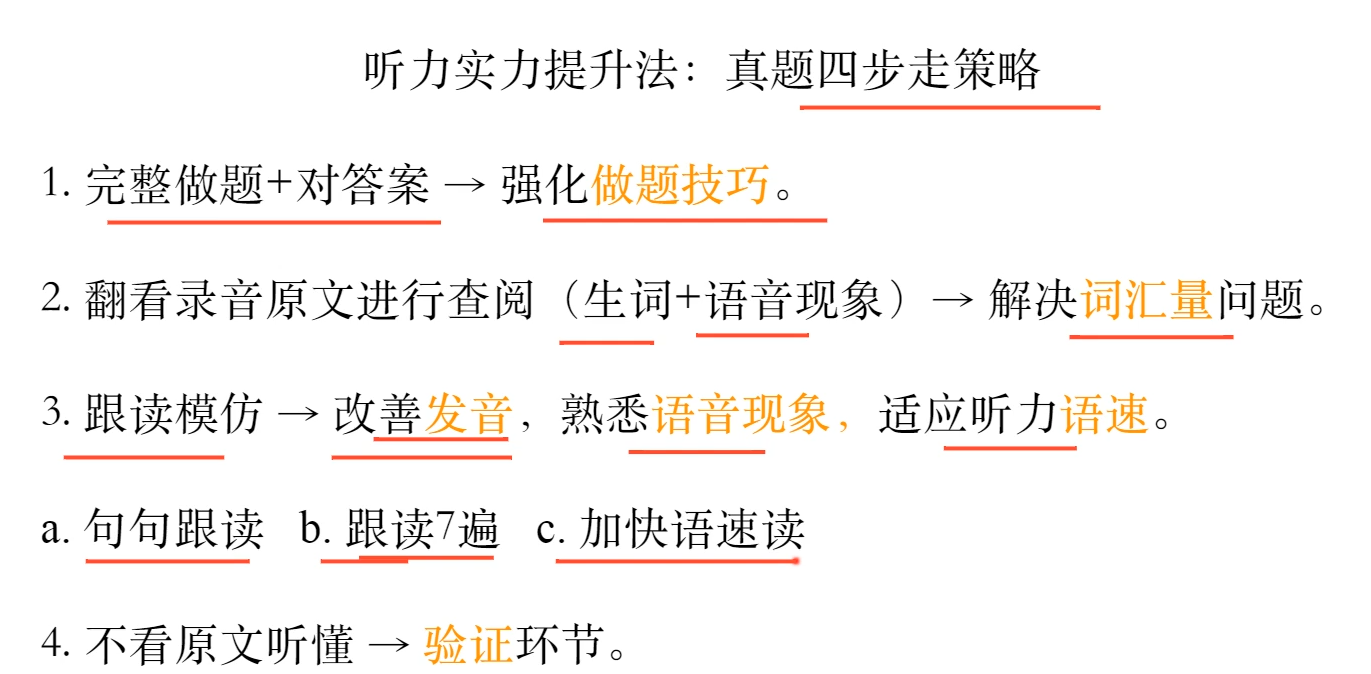 听力实力提升法：真题四步走策略
1. 完整做题+对答案 → 强化做题技巧。
2. 翻看录音原文进行查阅（生词+语音现象）→ 解决词汇量问题。
3. 跟读模仿 → 改善发音，熟悉语音现象，适应听力语速。
a. 句句跟读 b. 跟读7遍 c. 加快语速读
4. 不看原文听懂 → 验证环节。